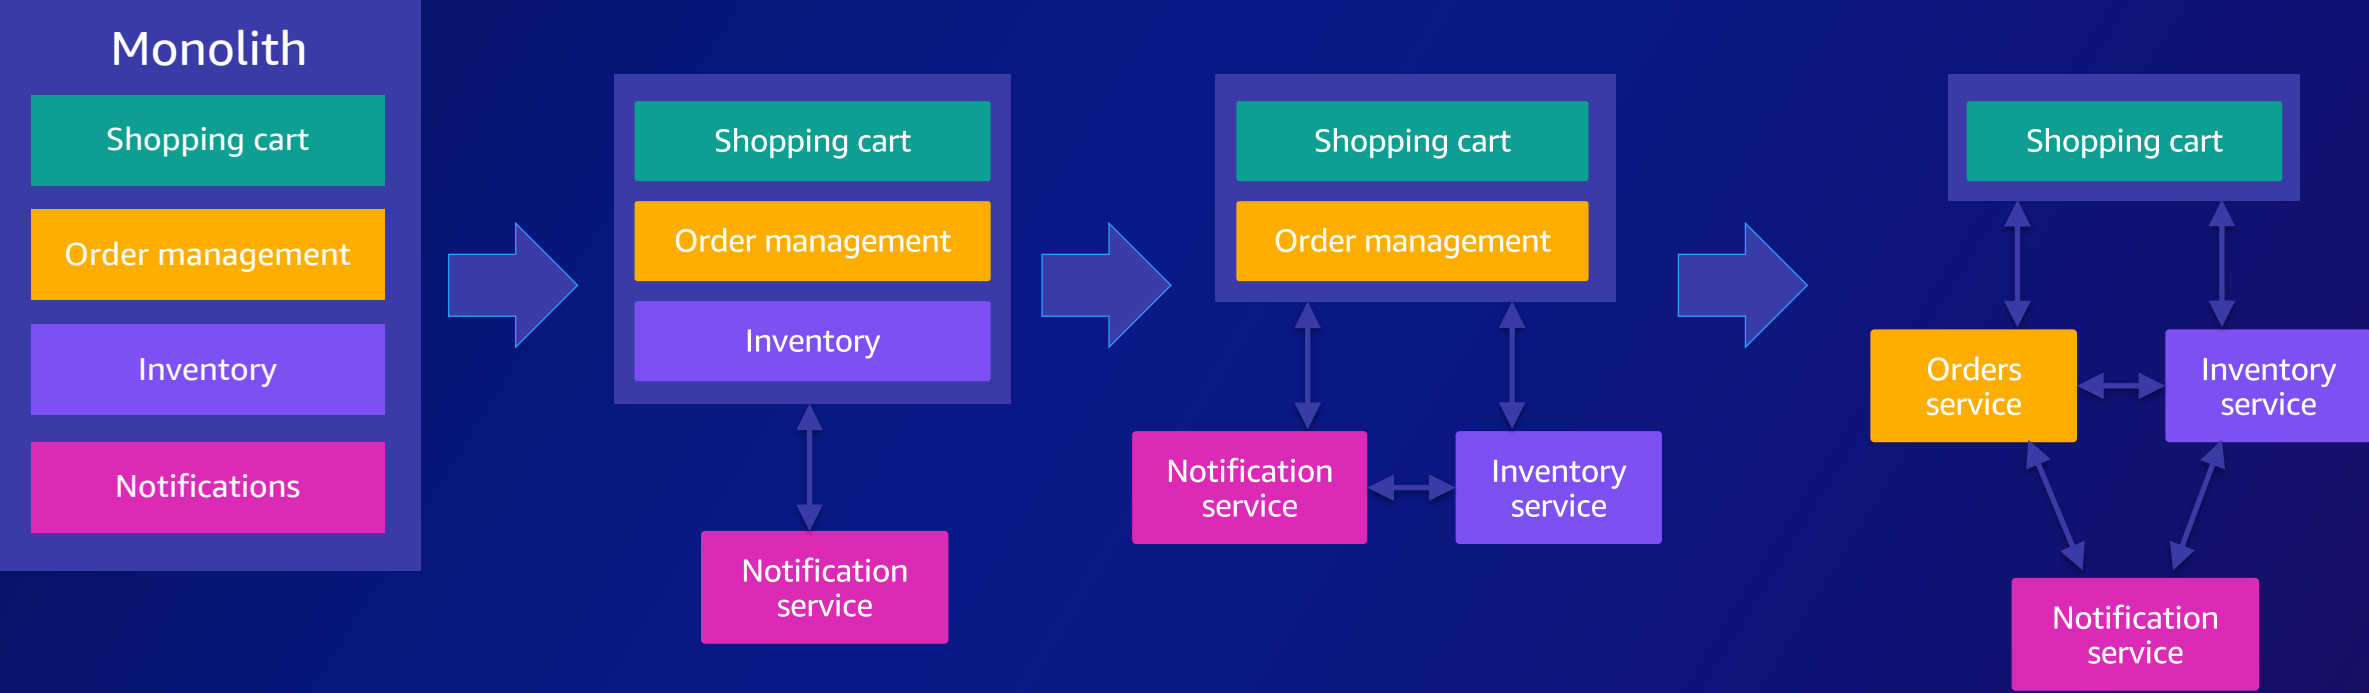 Monolith
Shopping cart
Order management
Inventory
Notifications
Shopping cart
Order management
Inventory
Notification
service
Shopping cart
Order management
Notification
service
Inventory
service
Shopping cart
Orders
service
Inventory
service
Notification
service